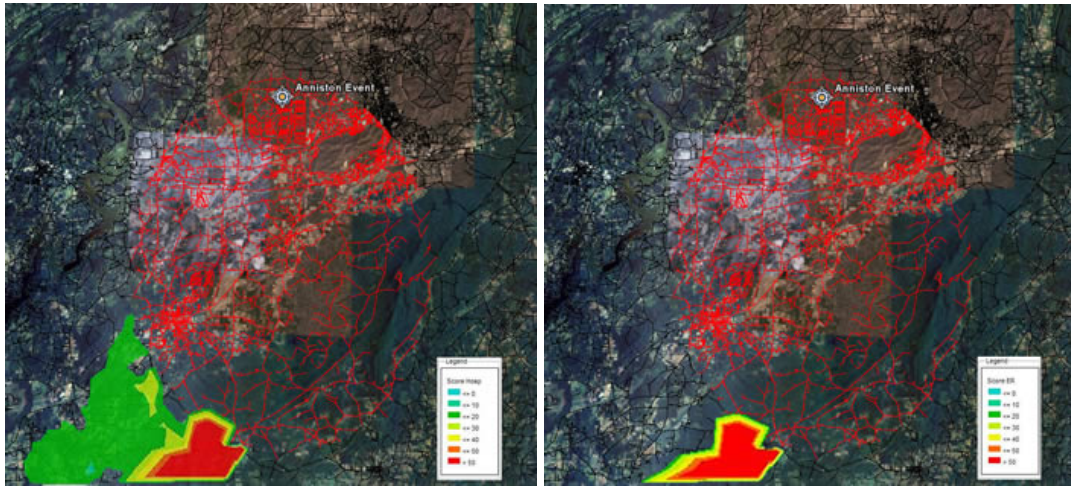 Anniston Event
Legend
Score Hosp
<= 0
<= 10
<= 20
<= 30
<= 40
<= 50
> 50
Anniston Event
Legend
Score ER
<= 0
<= 10
<= 20
<= 30
<= 40
<= 50
> 50